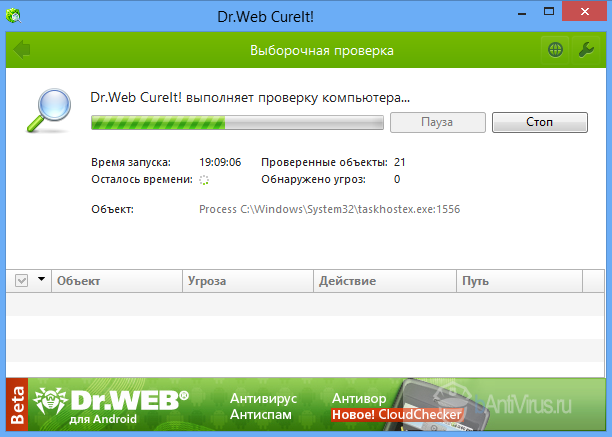 Dr.Web CureIt!
Выборочная проверка
Dr.Web CureIt! выполняет проверку компьютера...
Пауза
Стоп
Время запуска: 19:09:06 Проверенные объекты: 21
Осталось времени: Обнаружено угроз: 0
Объект: Process C:\Windows\System32\taskhostex.exe:1556
Объект Угроза Действие Путь
Beta
Dr.WEB®
для Android
Антивирус Антивор
Антиспам Новое! CloudChecker
AntiVirus.ru